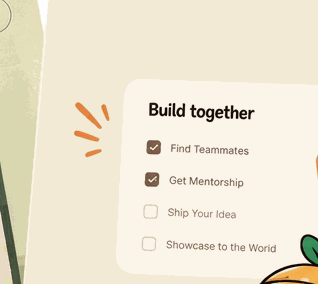 Build together
Find Teammates
Get Mentorship
Ship Your Idea
Showcase to the World